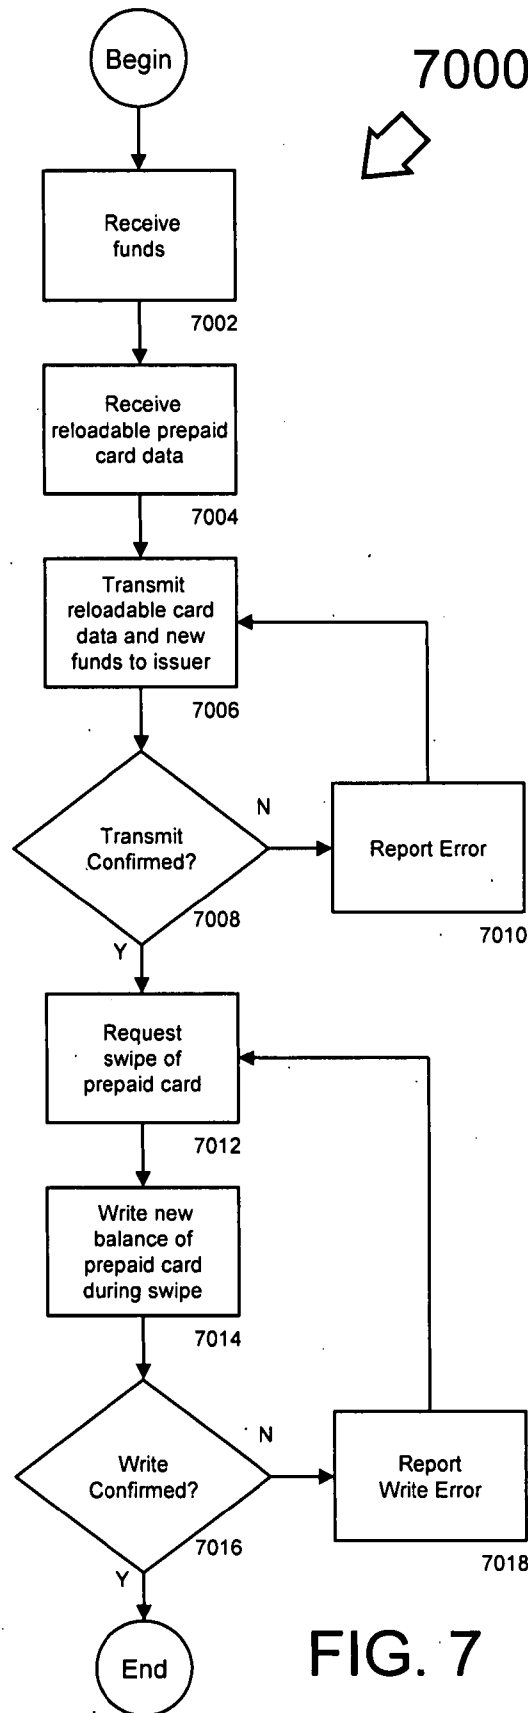 Begin
7000
Receive
funds
7002
Receive
reloadable prepaid
card data
7004
Transmit
reloadable card
data and new
funds to issuer
7006
Transmit
Confirmed?
N
7008
Y
Report Error
7010
Request
swipe of
prepaid card
7012
Write new
balance of
prepaid card
during swipe
7014
Write
Confirmed?
N
7016
Y
Report
Write Error
7018
End
FIG. 7